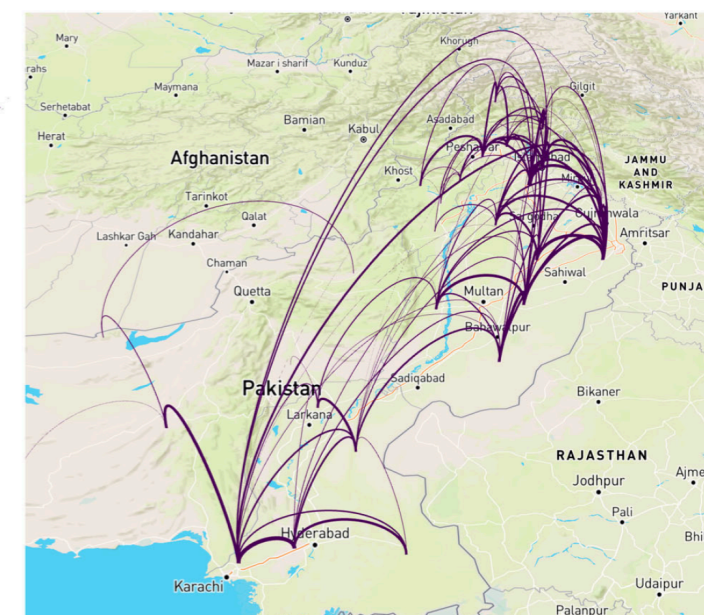 Yarkant
Mary
Khorugh
Mazar i sharif
Kunduz
Maymana
Gilgit
Serhetabat
Bamian
Asadabad
Herat
Kabul
Peshawar
Islamabad
Afghanistan
JAMMU
AND
KASHMIR
Khost
Tarinkot
Qalat
Sargodha
Gujranwala
Lashkar Gah
Kandahar
Amritsar
Chaman
Sahiwal
Quetta
Multan
PUNJA
Bahawalpur
Sadiqabad
Pakistan
Bikaner
Larkana
RAJASTHAN
Jodhpur
Ajme
Pali
Hyderabad
Bhi
Karachi
Udaipur
Palanpur